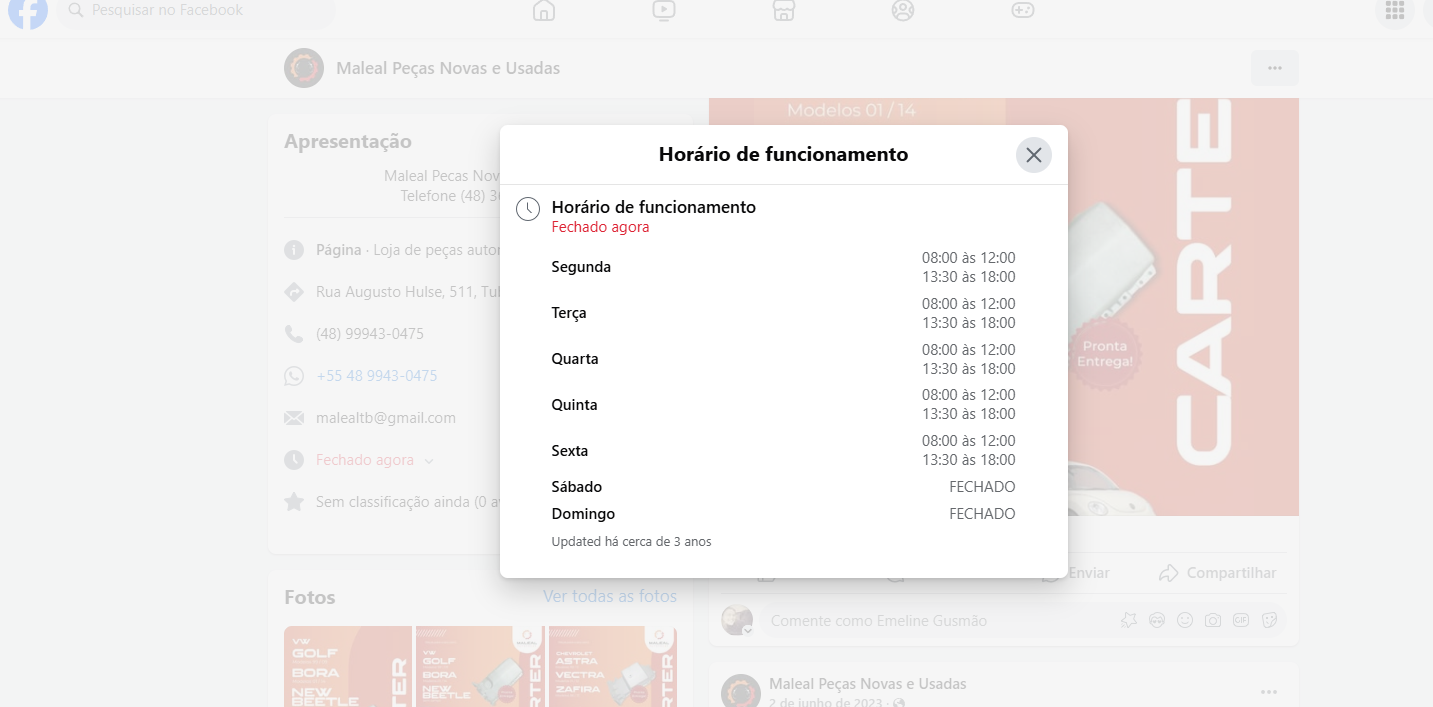 Pesquisar no Facebook
Maleal Peças Novas e Usadas
Apresentação
Maleal Pecas
Telefone (48)
Página · Loja de peças
Rua Augusto Hulse, 511,
(48) 99943-0475
+55 48 9943-0475
malealtb@gmail.com
Fechado agora
Sem classificação ainda (0
Fotos
Ver todas as fotos
VW
GOLF
BORA
NEW
BEETLE
VW
GOLF
BORA
NEW
BEETLE
CHEVROLET
ASTRA
VECTRA
ZAFIRA
Horário de funcionamento
Horário de funcionamento
Fechado agora
Segunda
08:00 às 12:00
13:30 às 18:00
Terça
08:00 às 12:00
13:30 às 18:00
Quarta
08:00 às 12:00
13:30 às 18:00
Quinta
08:00 às 12:00
13:30 às 18:00
Sexta
08:00 às 12:00
13:30 às 18:00
Sábado
FECHADO
Domingo
FECHADO
Updated há cerca de 3 anos
Modelos 01 / 14
CARTE
Pronta
Entrega!
Enviar
Compartilhar
Comente como Emeline Gusmão
GIF
Maleal Peças Novas e Usadas
2 de junho de 2023 ·